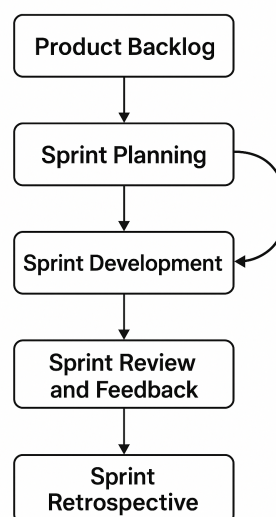 Product Backlog
Sprint Planning
Sprint Development
Sprint Review
and Feedback
Sprint
Retrospective